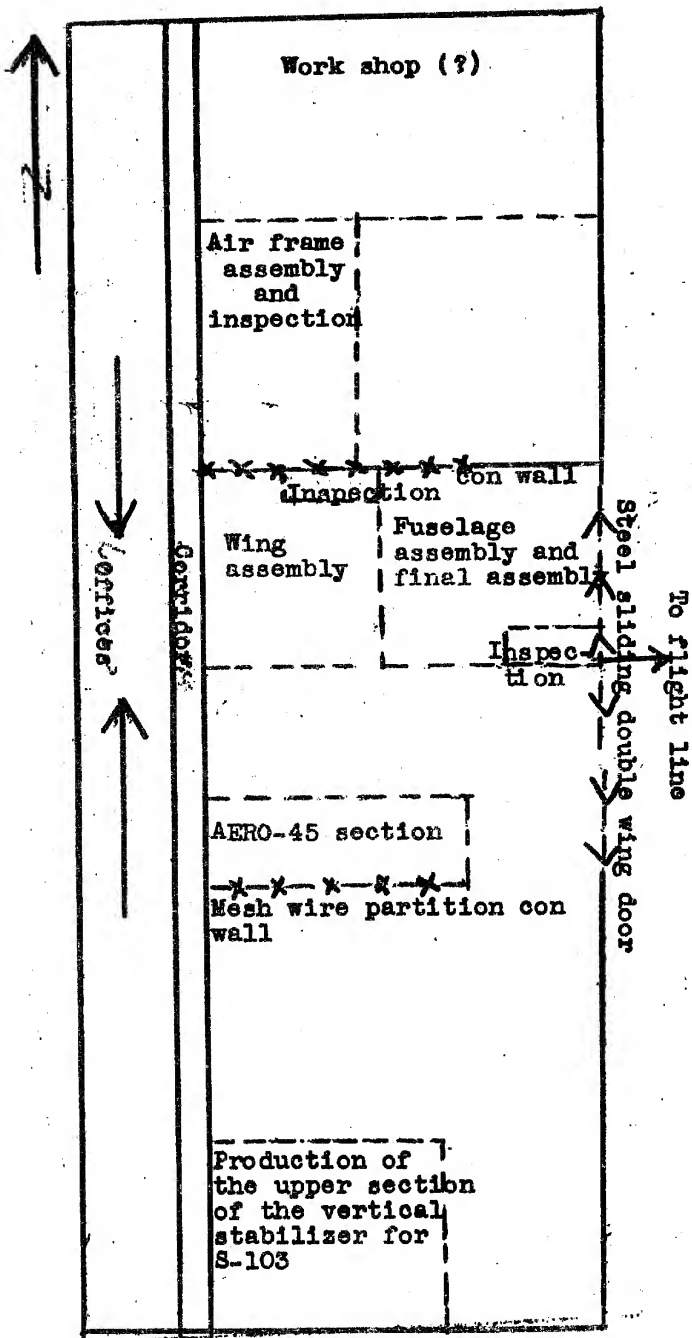 Work shop (?)
N
Air frame
assembly
and
inspection
Inspection
con wall
Wing
assembly
Fuselage
assembly and
final assembly
Inspec-
tion
Steel sliding double wing door
To flight line
Offices
Corridor
AERO-45 section
Mesh wire partition con
wall
Production of
the upper section
of the vertical
stabilizer for
S-103